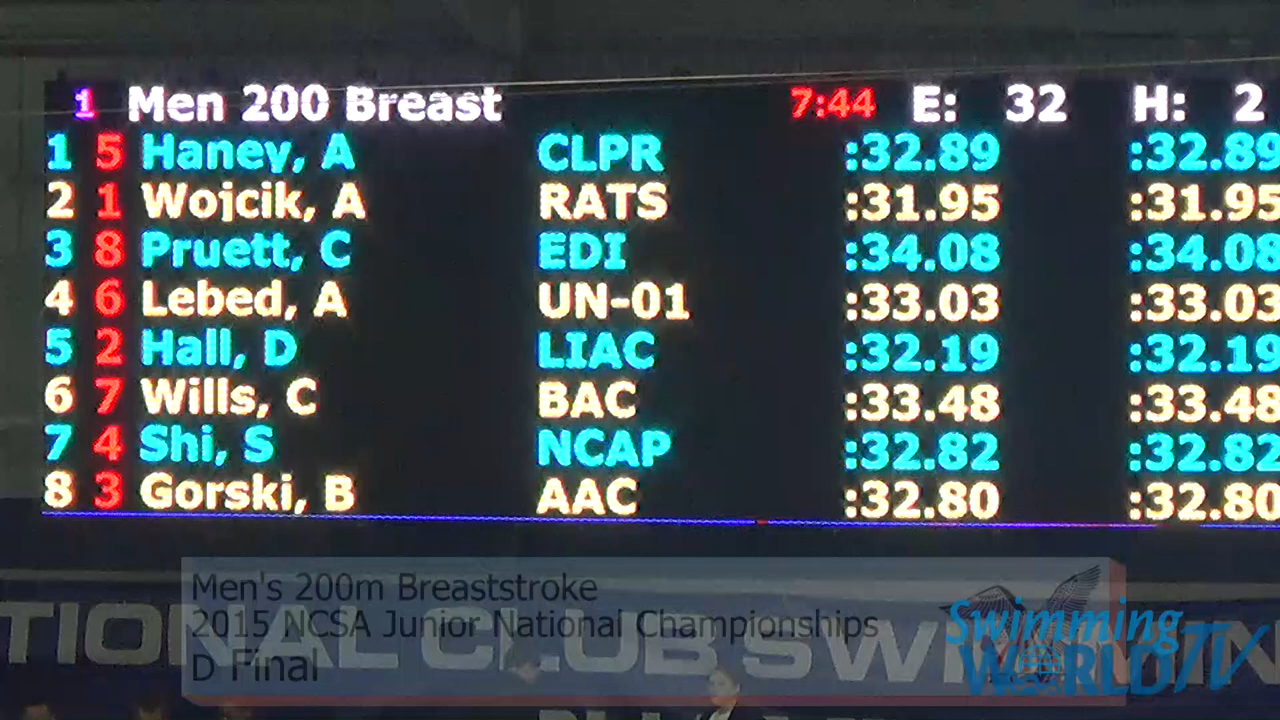 1 Men 200 Breast 7:44 E: 32 H: 2
1 5 Haney, A CLPR :32.89 :32.89
2 1 Wojcik, A RATS :31.95 :31.95
3 8 Pruett, C EDI :34.08 :34.08
4 6 Lebed, A UN-01 :33.03 :33.03
5 2 Hall, D LIAC :32.19 :32.19
6 7 Wills, C BAC :33.48 :33.48
7 4 Shi, S NCAP :32.82 :32.82
8 3 Gorski, B AAC :32.80 :32.80
Men's 200m Breaststroke
2015 NCSA Junior National Championships
D Final
TIONAL CLUB SWIMMIN
Swimming
WORLD TV